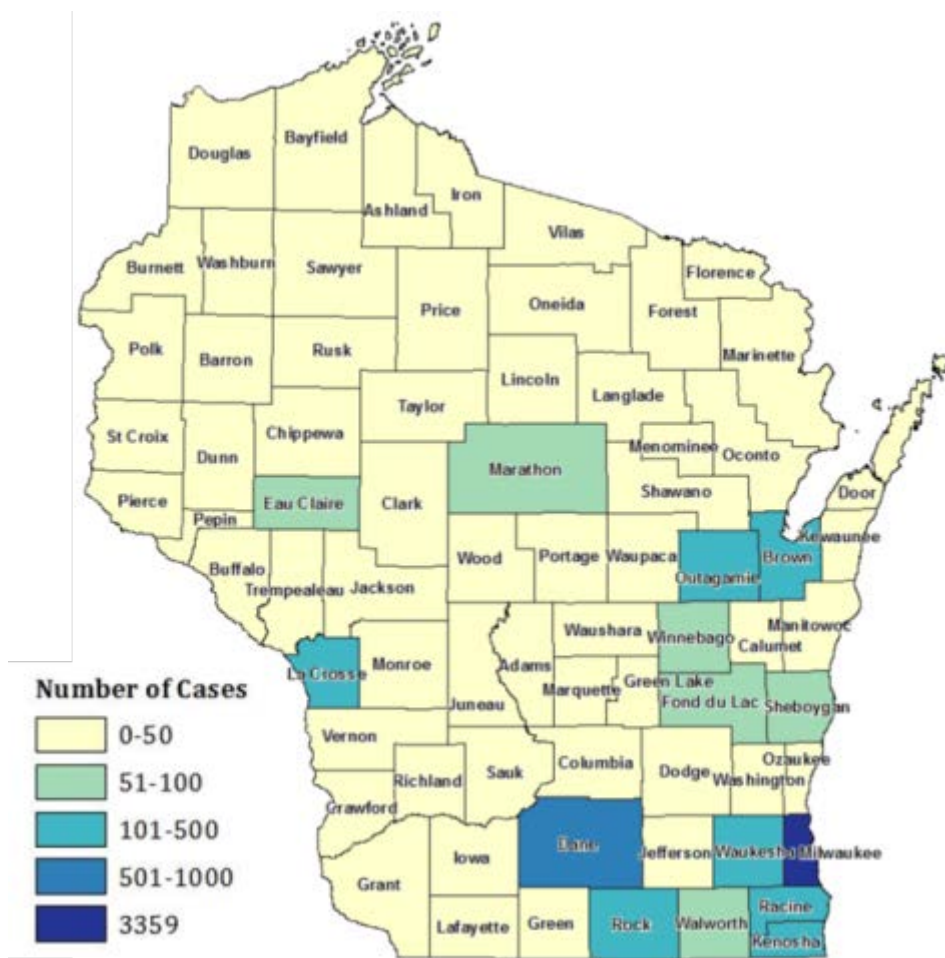 Bayfield
Douglas
Iron
Ashland
Vilas
Burnett
Washburn
Sawyer
Florence
Price
Oneida
Forest
Polk
Barron
Rusk
Marinette
Lincoln
Langlade
Taylor
St Croix
Chippewa
Dunn
Menominee
Oconto
Marathon
Pierce
Eau Claire
Clark
Shawano
Door
Pepin
Kewaunee
Wood
Portage
Waupaca
Brown
Buffalo
Outagamie
Trempealeau
Jackson
Waushara
Winnebago
Manitowoc
Calumet
La Crosse
Monroe
Adams
Marquette
Green Lake
Fond du Lac
Juneau
Sheboygan
Vernon
Richland
Sauk
Columbia
Dodge
Ozaukee
Washington
Crawford
Iowa
Dane
Jefferson
Waukesha
Milwaukee
Grant
Lafayette
Green
Rock
Walworth
Racine
Kenosha
Number of Cases
0-50
51-100
101-500
501-1000
3359